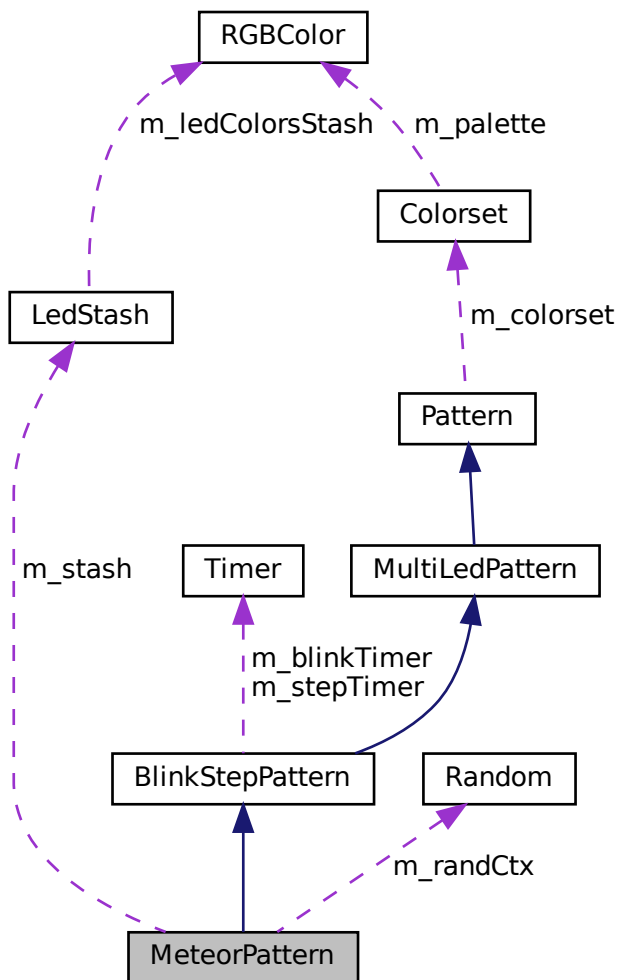 RGBColor
m_ledColorsStash
m_palette
Colorset
LedStash
m_colorset
Pattern
m_stash
Timer
MultiLedPattern
m_blinkTimer
m_stepTimer
BlinkStepPattern
Random
m_randCtx
MeteorPattern